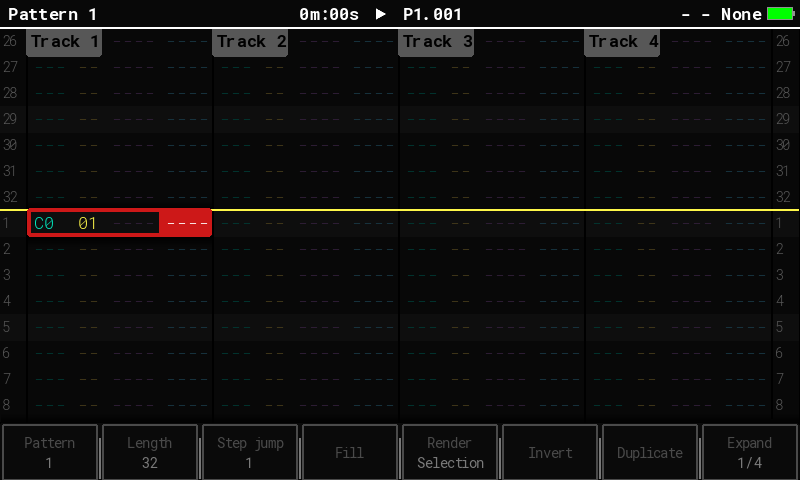 Pattern 1 0m:00s ▶ P1.001 - - None
26 Track 1 --- -- ---- ---- Track 2 --- -- ---- ---- Track 3 --- -- ---- ---- Track 4 --- -- ---- ---- 26
27 --- -- ---- ---- --- -- ---- ---- --- -- ---- ---- --- -- ---- ---- 27
28 --- -- ---- ---- --- -- ---- ---- --- -- ---- ---- --- -- ---- ---- 28
29 --- -- ---- ---- --- -- ---- ---- --- -- ---- ---- --- -- ---- ---- 29
30 --- -- ---- ---- --- -- ---- ---- --- -- ---- ---- --- -- ---- ---- 30
31 --- -- ---- ---- --- -- ---- ---- --- -- ---- ---- --- -- ---- ---- 31
32 --- -- ---- ---- --- -- ---- ---- --- -- ---- ---- --- -- ---- ---- 32
1 C0 01 ---- --- -- ---- ---- --- -- ---- ---- --- -- ---- ---- 1
2 --- -- ---- ---- --- -- ---- ---- --- -- ---- ---- --- -- ---- ---- 2
3 --- -- ---- ---- --- -- ---- ---- --- -- ---- ---- --- -- ---- ---- 3
4 --- -- ---- ---- --- -- ---- ---- --- -- ---- ---- --- -- ---- ---- 4
5 --- -- ---- ---- --- -- ---- ---- --- -- ---- ---- --- -- ---- ---- 5
6 --- -- ---- ---- --- -- ---- ---- --- -- ---- ---- --- -- ---- ---- 6
7 --- -- ---- ---- --- -- ---- ---- --- -- ---- ---- --- -- ---- ---- 7
8 --- -- ---- ---- --- -- ---- ---- --- -- ---- ---- --- -- ---- ---- 8
Pattern Length Step jump Fill Render Invert Duplicate Expand
1 32 1 Selection 1/4